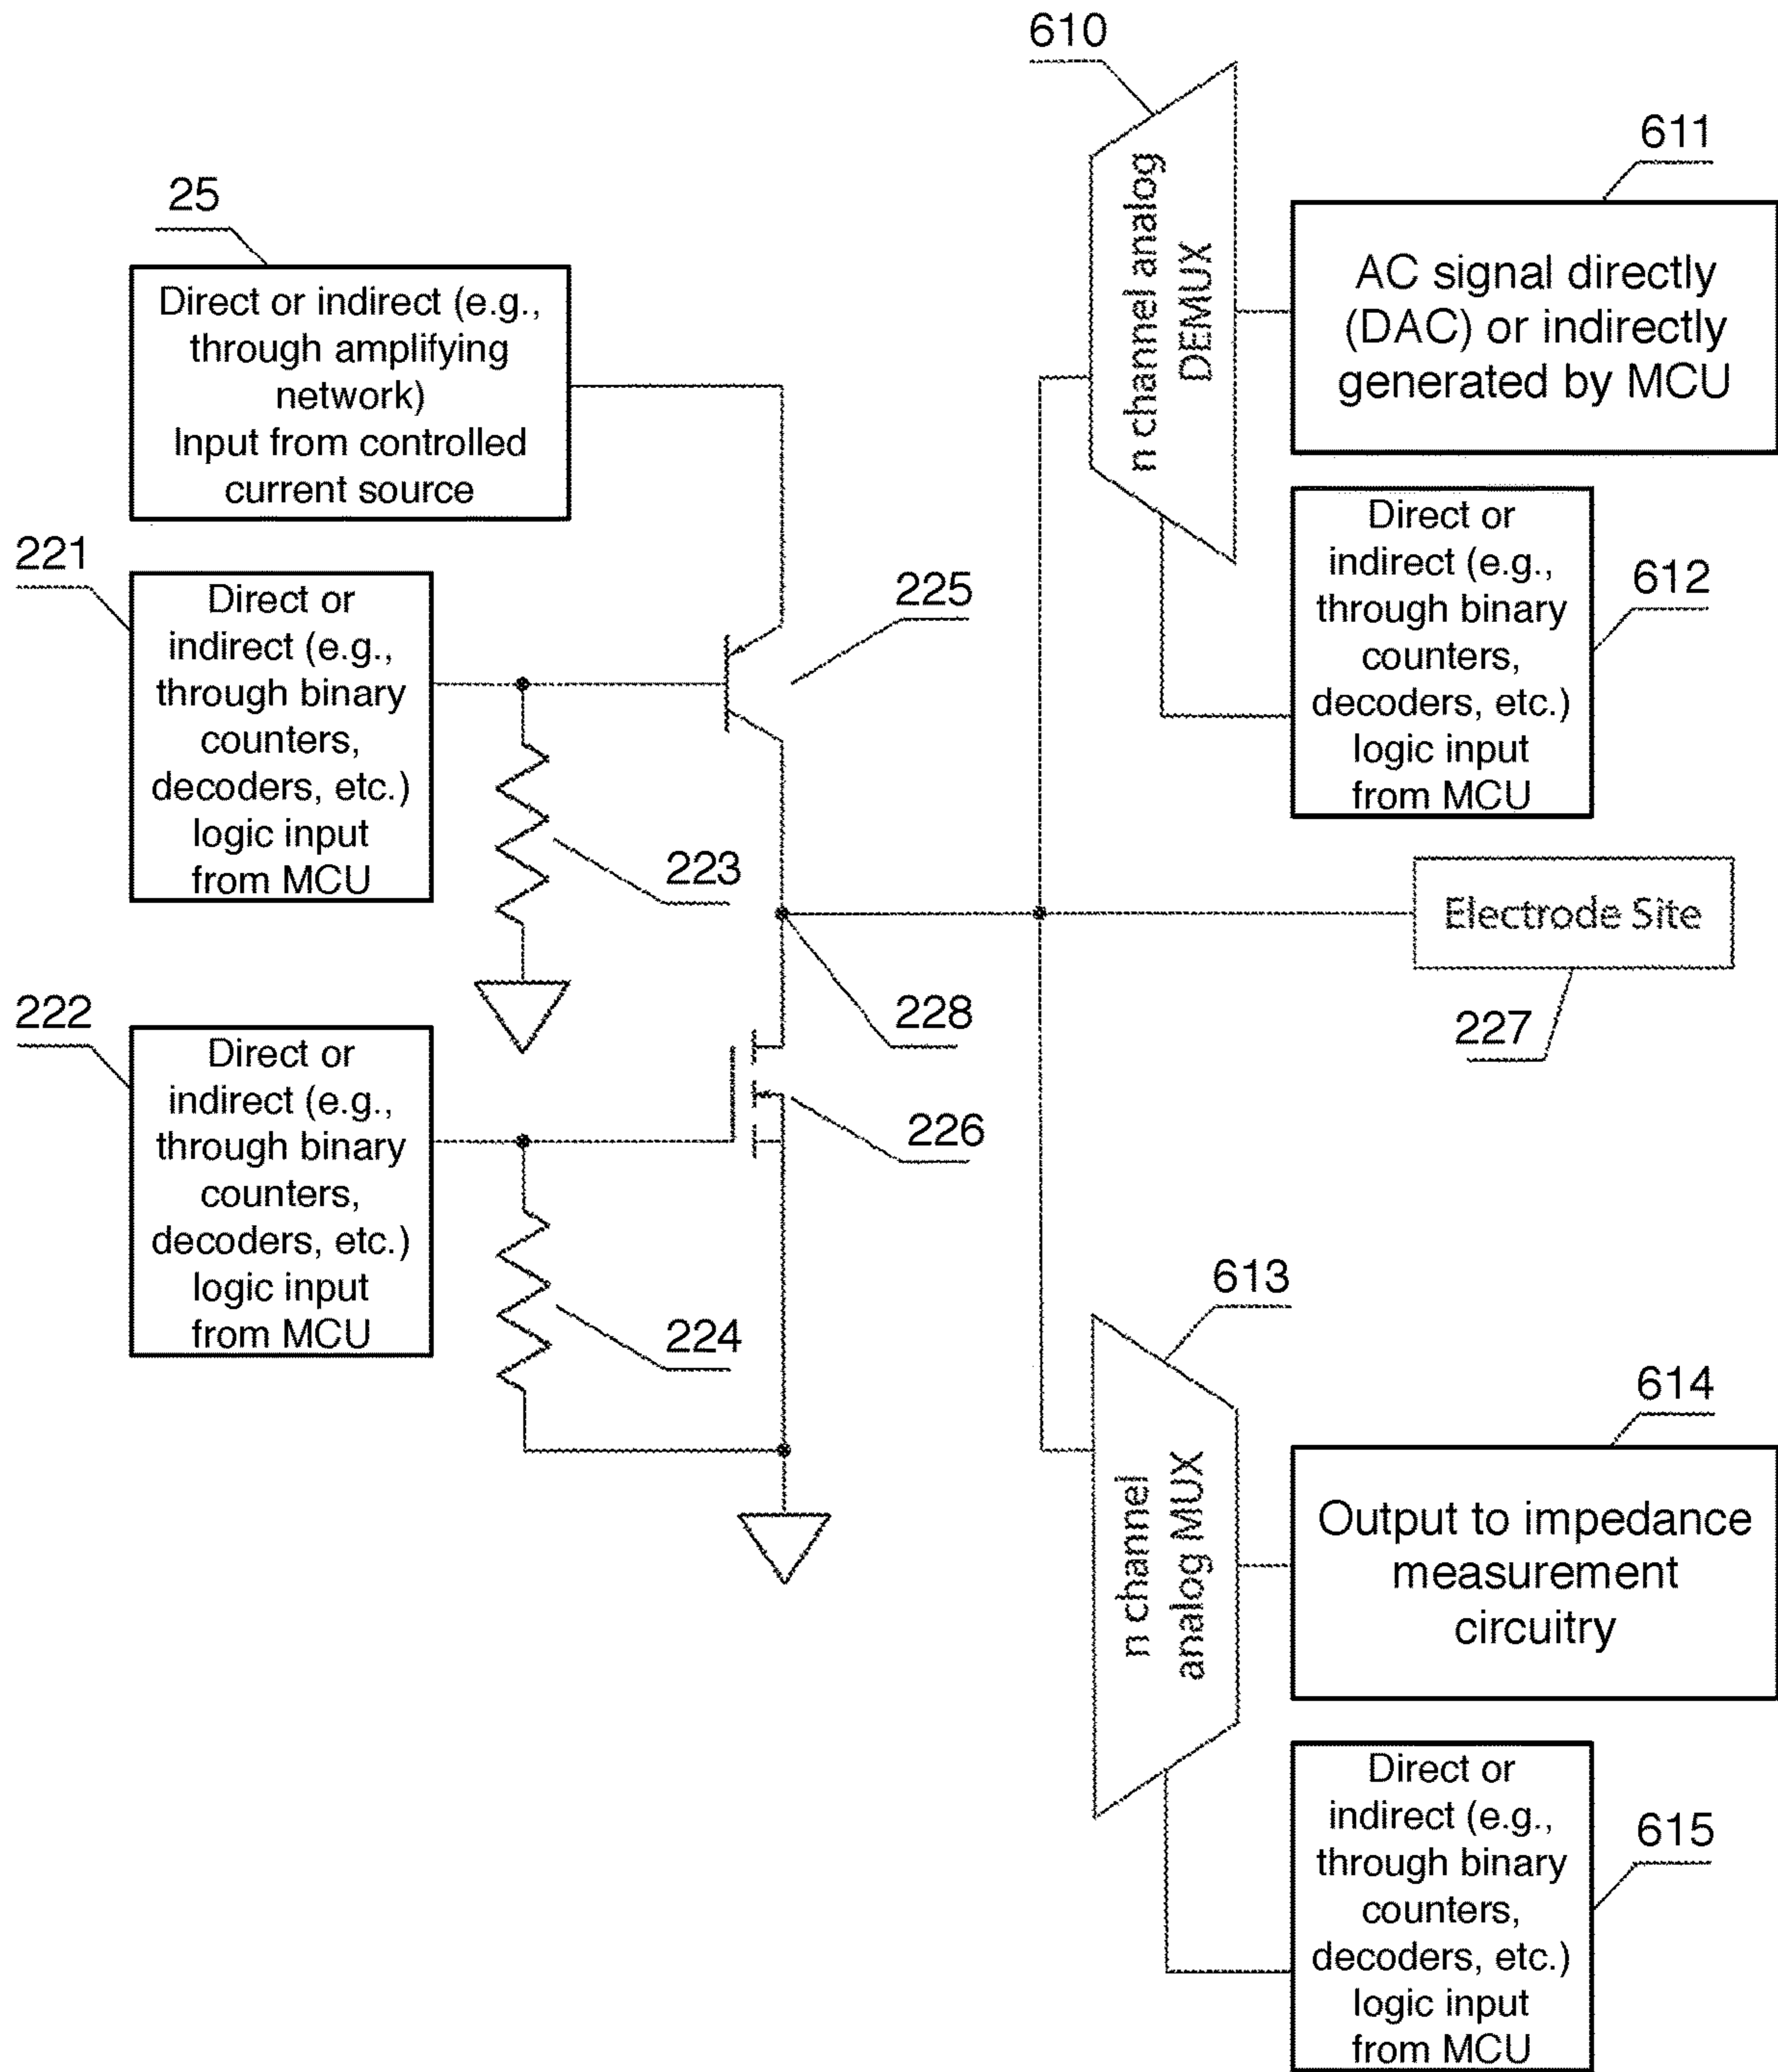 610
611
n channel analog
DEMUX
AC signal directly
(DAC) or indirectly
generated by MCU
25
Direct or indirect (e.g.,
through amplifying
network)
Input from controlled
current source
221
Direct or
indirect (e.g.,
through binary
counters,
decoders, etc.)
logic input
from MCU
225
223
Direct or
indirect (e.g.,
through binary
counters,
decoders, etc.)
logic input
from MCU
612
Electrode Site
227
228
222
Direct or
indirect (e.g.,
through binary
counters,
decoders, etc.)
logic input
from MCU
226
224
613
n channel
analog MUX
614
Output to impedance
measurement
circuitry
Direct or
indirect (e.g.,
through binary
counters,
decoders, etc.)
logic input
from MCU
615